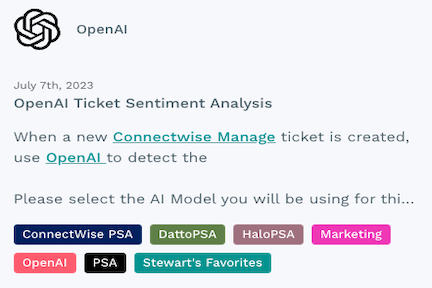 OpenAI
July 7th, 2023
OpenAI Ticket Sentiment Analysis
When a new Connectwise Manage ticket is created,
use OpenAI to detect the
Please select the AI Model you will be using for thi...
ConnectWise PSA DattoPSA HaloPSA Marketing
OpenAI PSA Stewart's Favorites